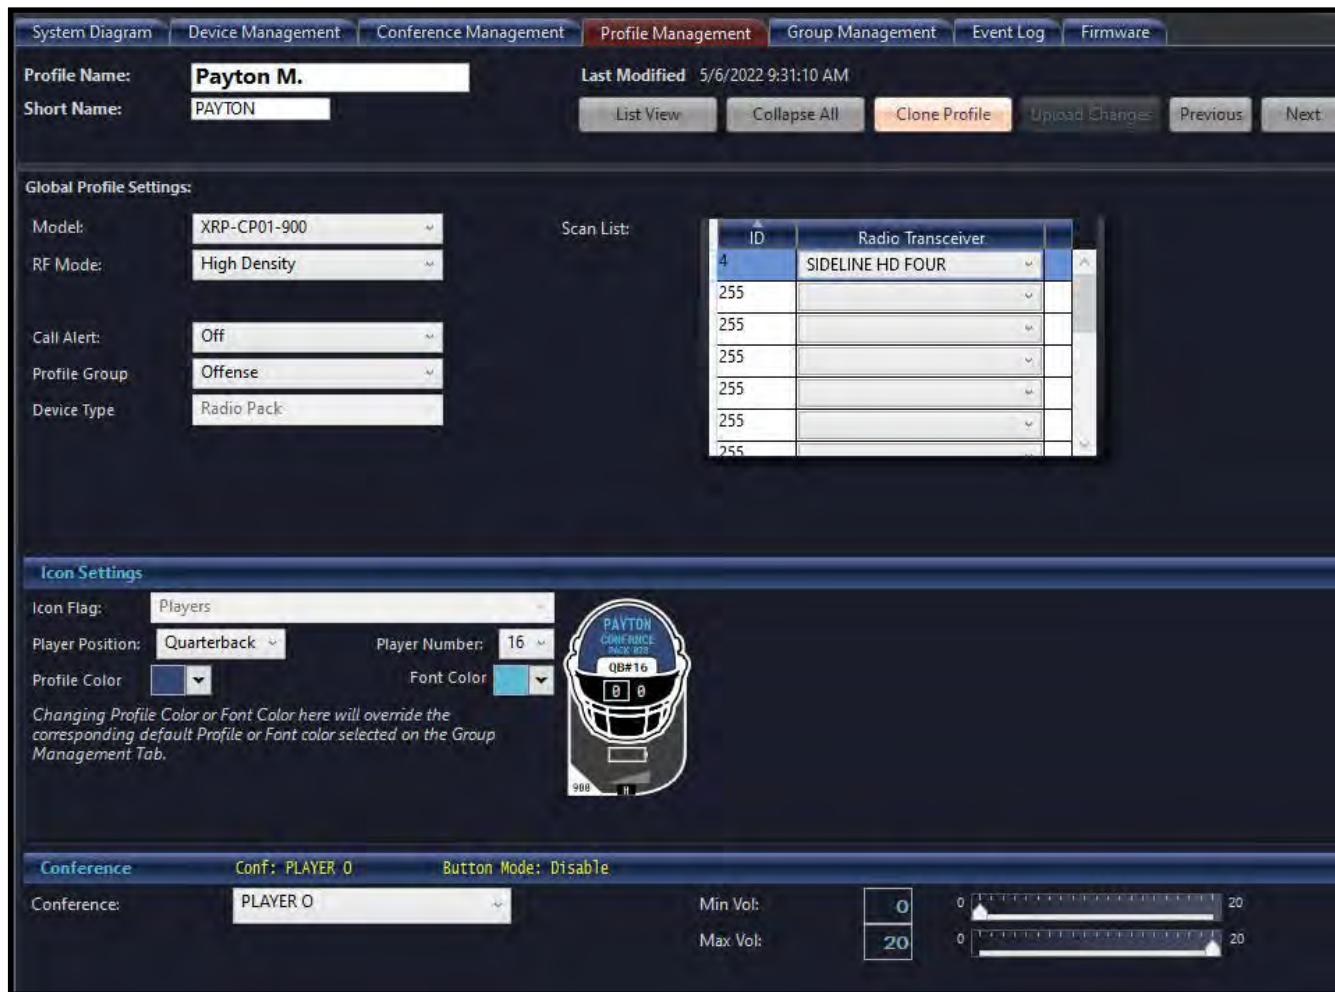 System Diagram Device Management Conference Management Profile Management Group Management Event Log Firmware
Profile Name: Payton M. Last Modified 5/6/2022 9:31:10 AM
Short Name: PAYTON
List View Collapse All Clone Profile Upload Changes Previous Next
Global Profile Settings:
Model: XRP-CP01-900 Scan List:
RF Mode: High Density
Call Alert: Off
Profile Group Offense
Device Type Radio Pack
ID Radio Transceiver
4 SIDELINE HD FOUR
255
255
255
255
255
255
Icon Settings
Icon Flag: Players
Player Position: Quarterback Player Number: 16
Profile Color Font Color
Changing Profile Color or Font Color here will override the
corresponding default Profile or Font color selected on the Group
Management Tab.
PAYTON
QB#16
0 0
900 H
Conference Conf: PLAYER O Button Mode: Disable
Conference: PLAYER O Min Vol: 0 0 20
Max Vol: 20 0 20